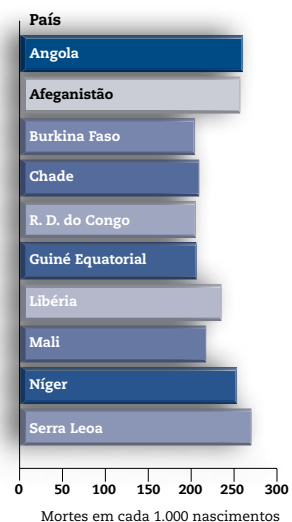 País
Angola
Afeganistão
Burkina Faso
Chade
R. D. do Congo
Guiné Equatorial
Libéria
Mali
Níger
Serra Leoa
0 50 100 150 200 250 300
Mortes em cada 1.000 nascimentos